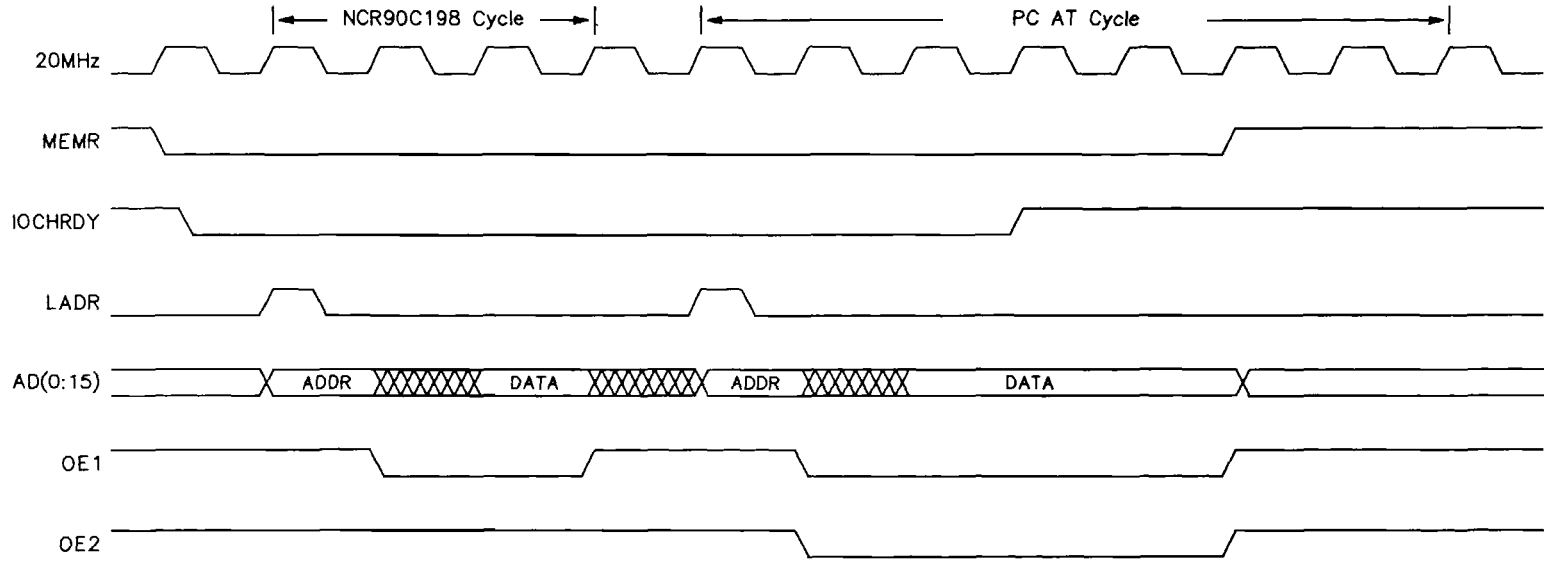 NCR90C198 Cycle
PC AT Cycle
20MHz
MEMR
IOCHRDY
LADR
AD(0:15)
ADDR
DATA
ADDR
DATA
OE1
OE2